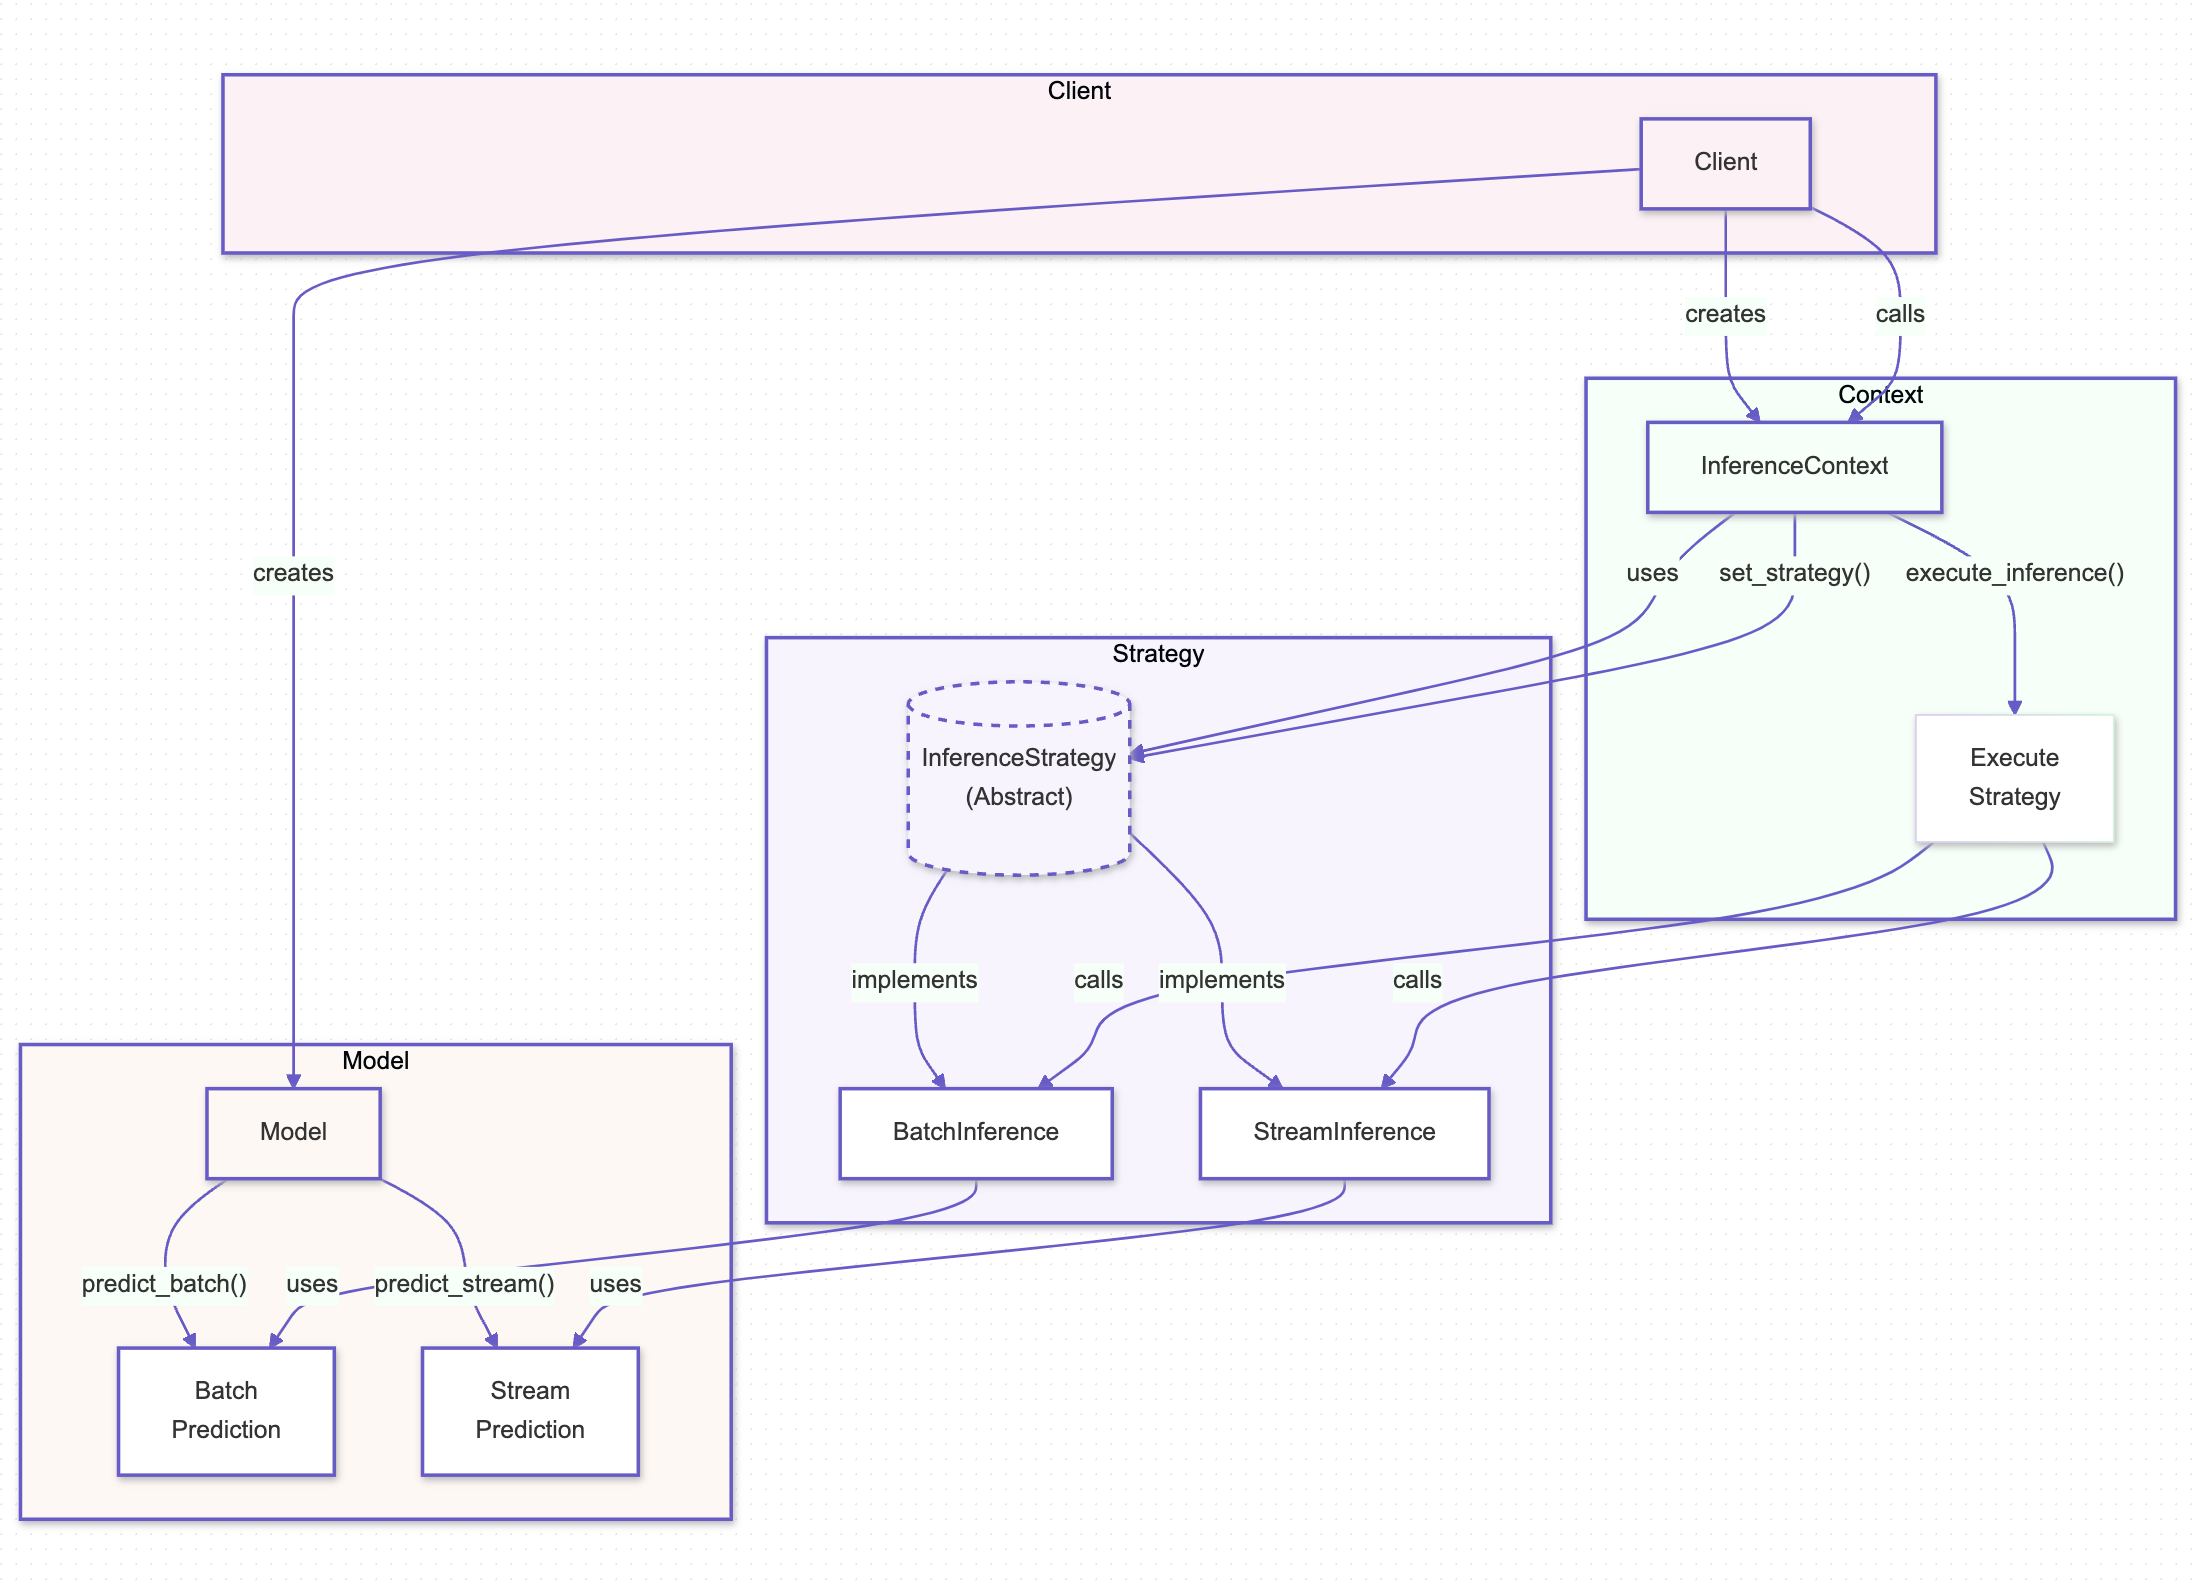 Client
Client
creates
calls
Context
InferenceContext
creates
uses
set_strategy()
execute_inference()
Strategy
InferenceStrategy
(Abstract)
Execute
Strategy
implements
calls
implements
calls
Model
Model
BatchInference
StreamInference
predict_batch()
uses
predict_stream()
uses
Batch
Prediction
Stream
Prediction